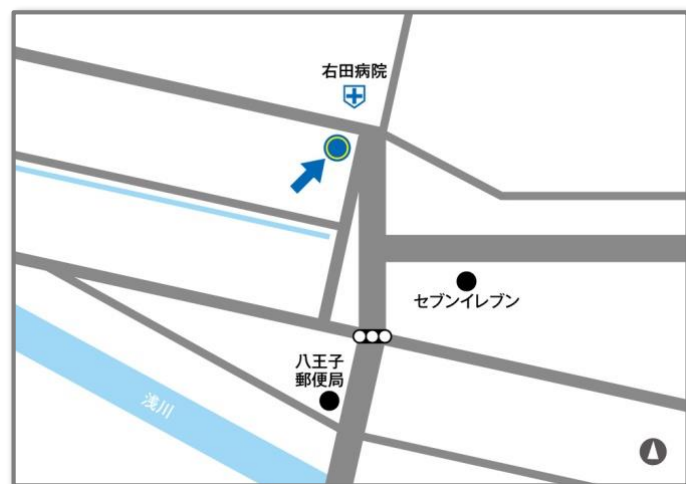 右田病院
セブンイレブン
八王子
郵便局
浅川